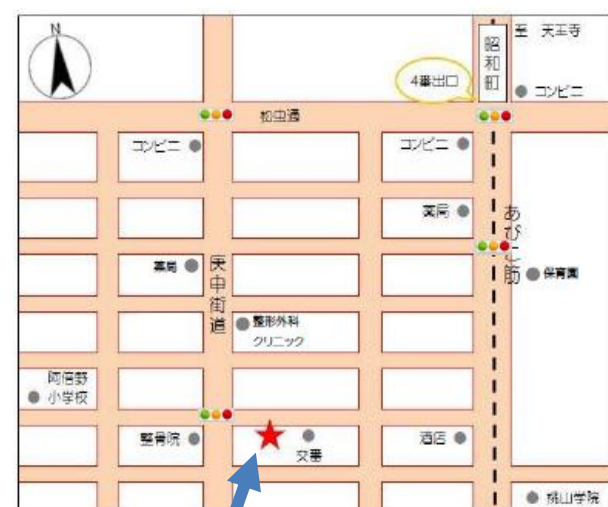 N
昭和町
至 天王寺
4番出口
コンビニ
松虫通
コンビニ
コンビニ
薬局
あびこ筋
薬局
庚申街道
保育園
整形外科
クリニック
阿倍野
小学校
整骨院
交番
酒店
桃山学院